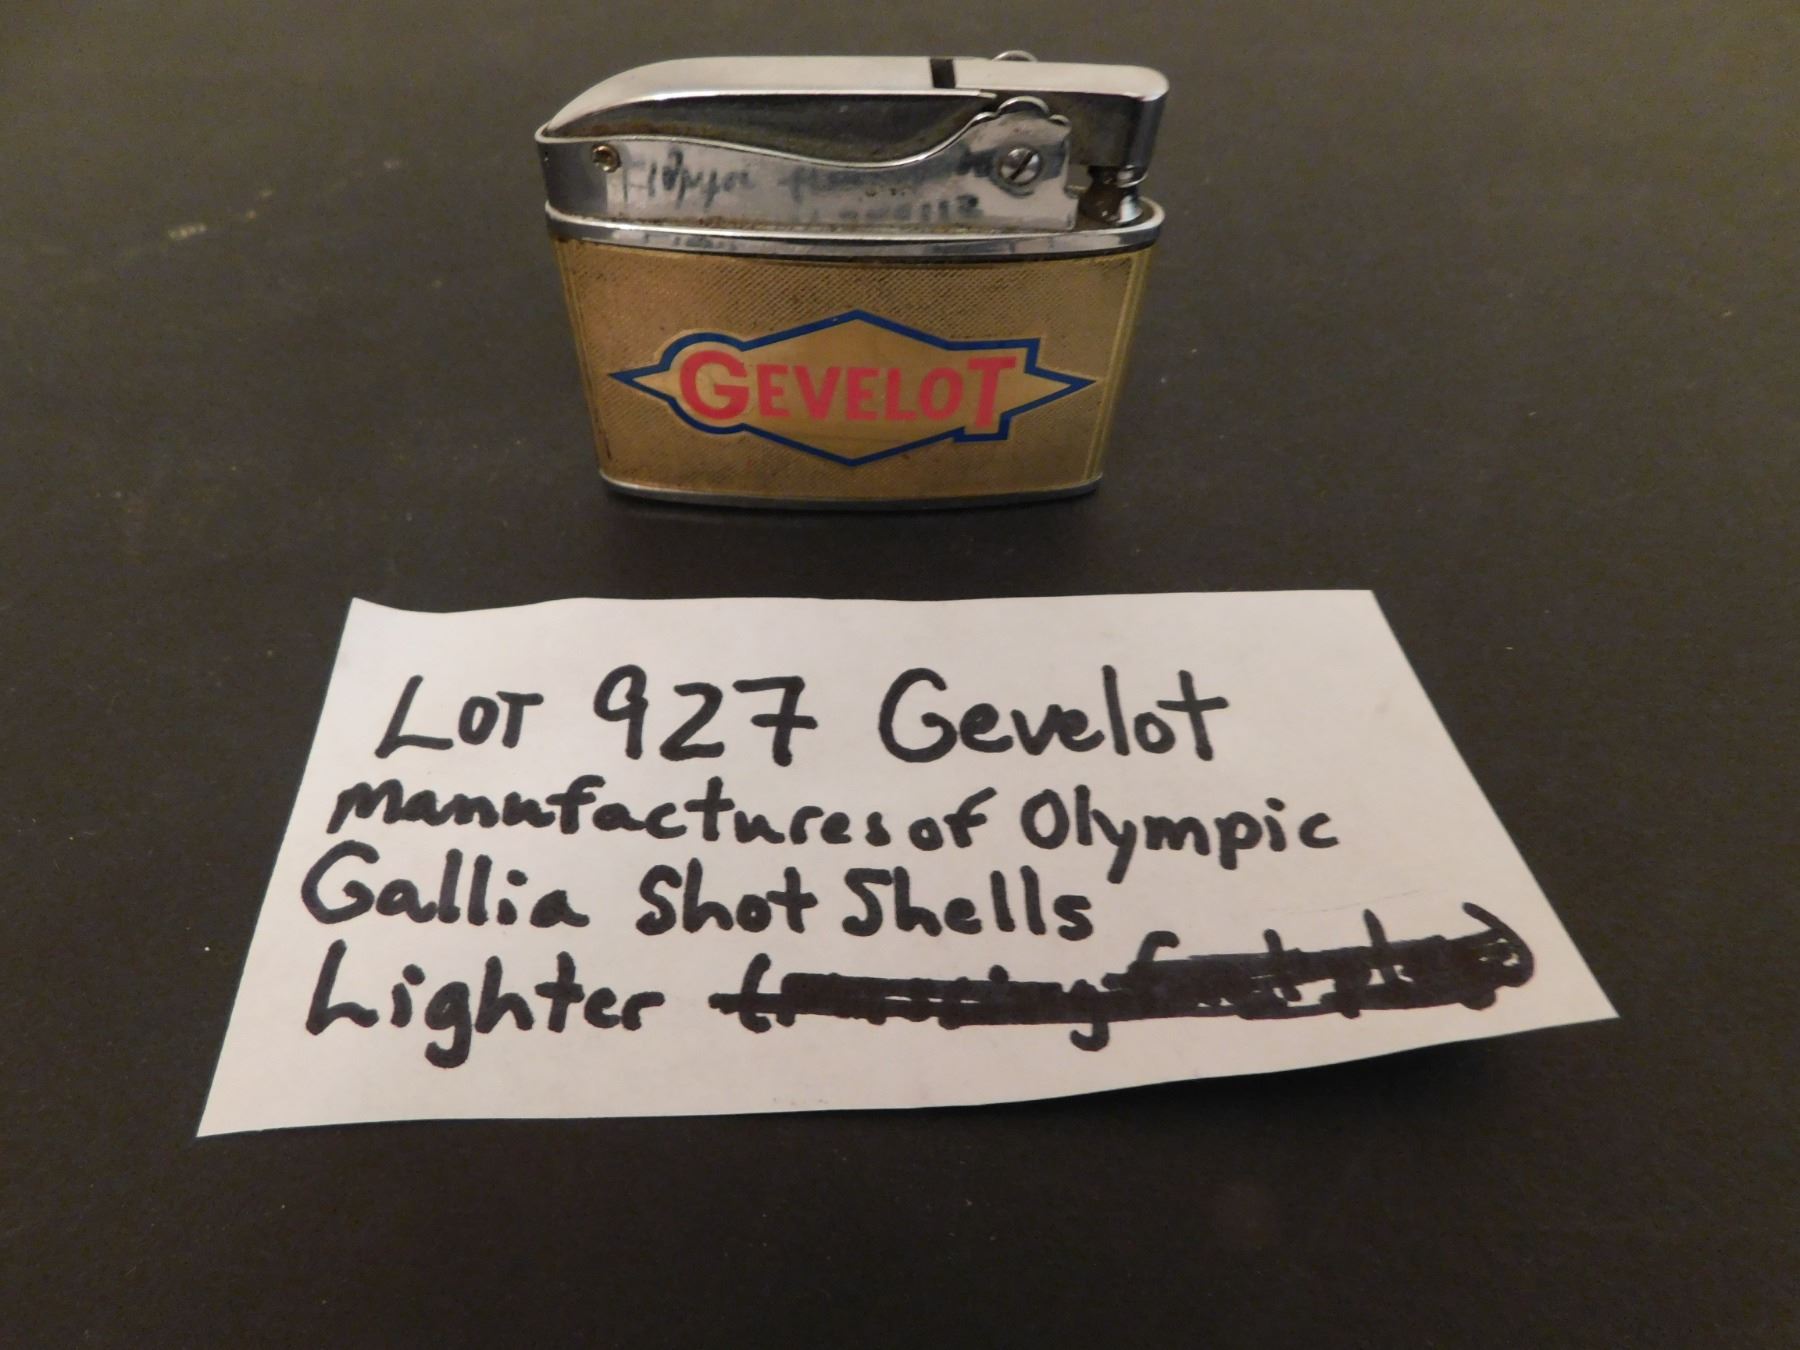 GEVELOT
LOT 927 Gevelot
manufactures of Olympic
Gallia Shot Shells
Lighter